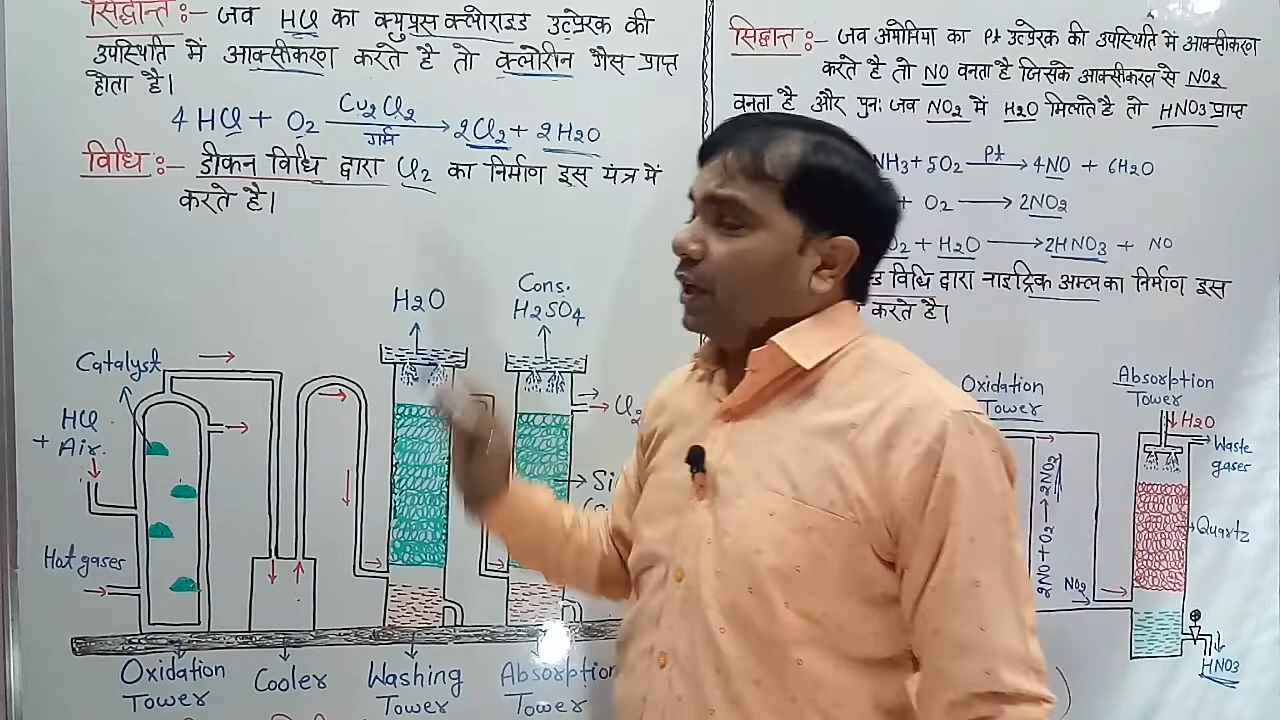 सिद्धान्त :- जब HCl का क्युप्रस क्लोराइड उत्प्रेरक की
उपस्थिति में आक्सीकरण करते है तो क्लोरीन गैस प्राप्त
होता है।
4HCl + O2 Cu2Cl2 गर्म 2Cl2 + 2H2O
विधि :- डीकन विधि द्वारा Cl2 का निर्माण इस यंत्र में
करते है।
H2O
Cons.
H2SO4
Catalyst
HCl
+ Air.
Hot gases
Cl2
Oxidation
Tower
Cooler
Washing
Tower
Absorption
Tower
सिद्धान्त :- जब अमोनिया का Pt उत्प्रेरक की उपस्थिति में आक्सीकरण
करते है तो NO बनता है जिसके आक्सीकरण से NO2
बनता है और पुनः जब NO2 में H2O मिलाते है तो HNO3 प्राप्त
NH3 + 5O2 Pt 4NO + 6H2O
+ O2 → 2NO2
+ H2O → 2HNO3 + NO
विधि द्वारा नाइट्रिक अम्ल का निर्माण इस
करते है।
Oxidation
Tower
Absorption
Tower
H2O
Waste
gases
2NO + O2 → 2NO2
Quartz
NO2
HNO3